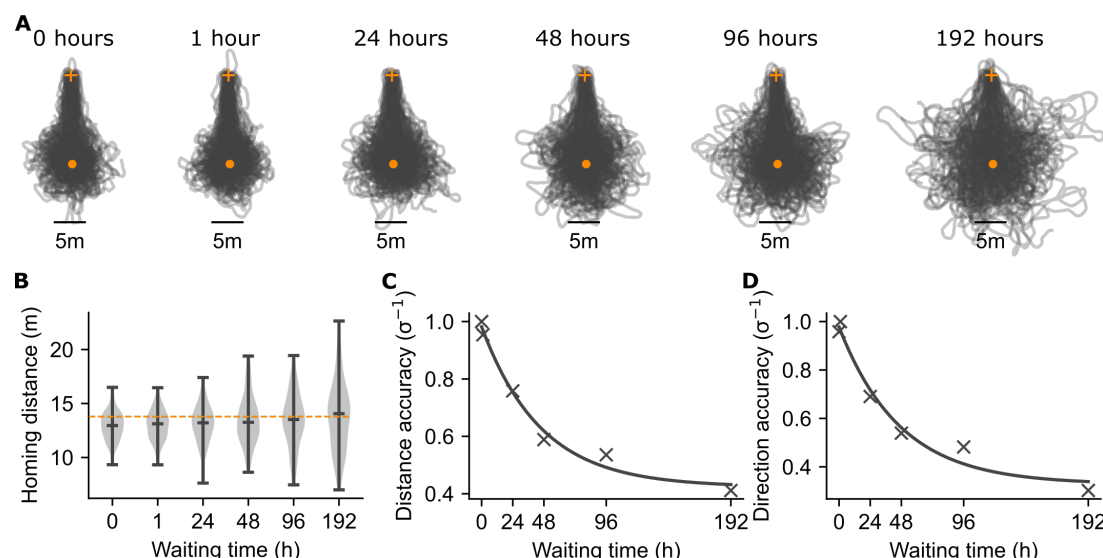 A
0 hours 1 hour 24 hours 48 hours 96 hours 192 hours
5m 5m 5m 5m 5m 5m
B
Homing distance (m)
20
15
10
0 1 24 48 96 192
Waiting time (h)
C
Distance accuracy (σ⁻¹)
1.0
0.8
0.6
0.4
0 24 48 96 192
Waiting time (h)
D
Direction accuracy (σ⁻¹)
1.0
0.8
0.6
0.4
0 24 48 96 192
Waiting time (h)